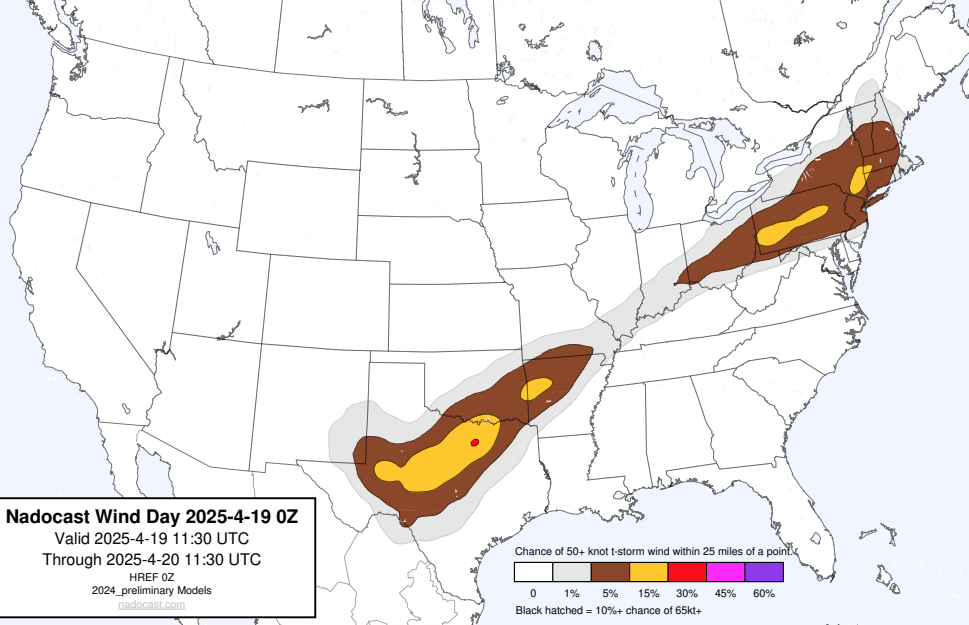 Nadocast Wind Day 2025-4-19 0Z
Valid 2025-4-19 11:30 UTC
Through 2025-4-20 11:30 UTC
HREF 0Z
2024_preliminary Models
nadocast.com
Chance of 50+ knot t-storm wind within 25 miles of a point.
0 1% 5% 15% 30% 45% 60%
Black hatched = 10%+ chance of 65kt+